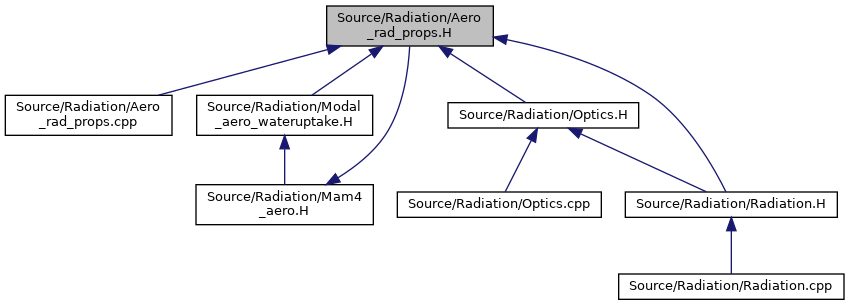 Source/Radiation/Aero
_rad_props.H
Source/Radiation/Aero
_rad_props.cpp
Source/Radiation/Modal
_aero_wateruptake.H
Source/Radiation/Optics.H
Source/Radiation/Mam4
_aero.H
Source/Radiation/Optics.cpp
Source/Radiation/Radiation.H
Source/Radiation/Radiation.cpp